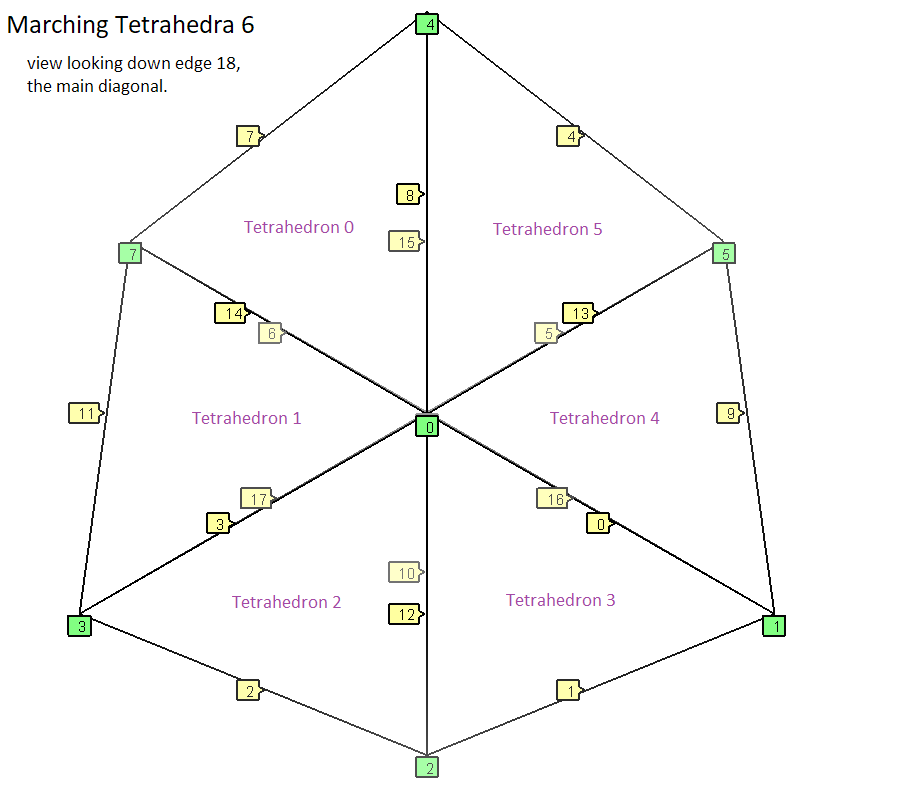 Marching Tetrahedra 6
view looking down edge 18,
the main diagonal.
4
7
4
8
Tetrahedron 0
Tetrahedron 5
15
7
5
14
13
6
5
11
Tetrahedron 1
Tetrahedron 4
9
0
17
16
3
0
10
Tetrahedron 2
Tetrahedron 3
12
3
1
2
1
2